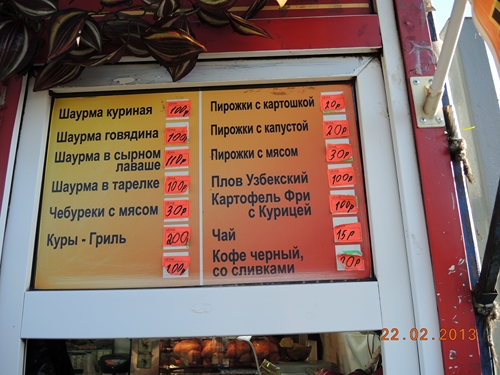 Шаурма куриная 100р
Шаурма говядина 100р
Шаурма в сырном
лаваше 110р
Шаурма в тарелке 100р
Чебуреки с мясом 30р
Куры - Гриль 200
200р
Пирожки с картошкой 20р
Пирожки с капустой 20р
Пирожки с мясом 30р
Плов Узбекский 100р
Картофель Фри
с Курицей 100р
Чай 15р
Кофе черный,
со сливками 20р
22.02.2013